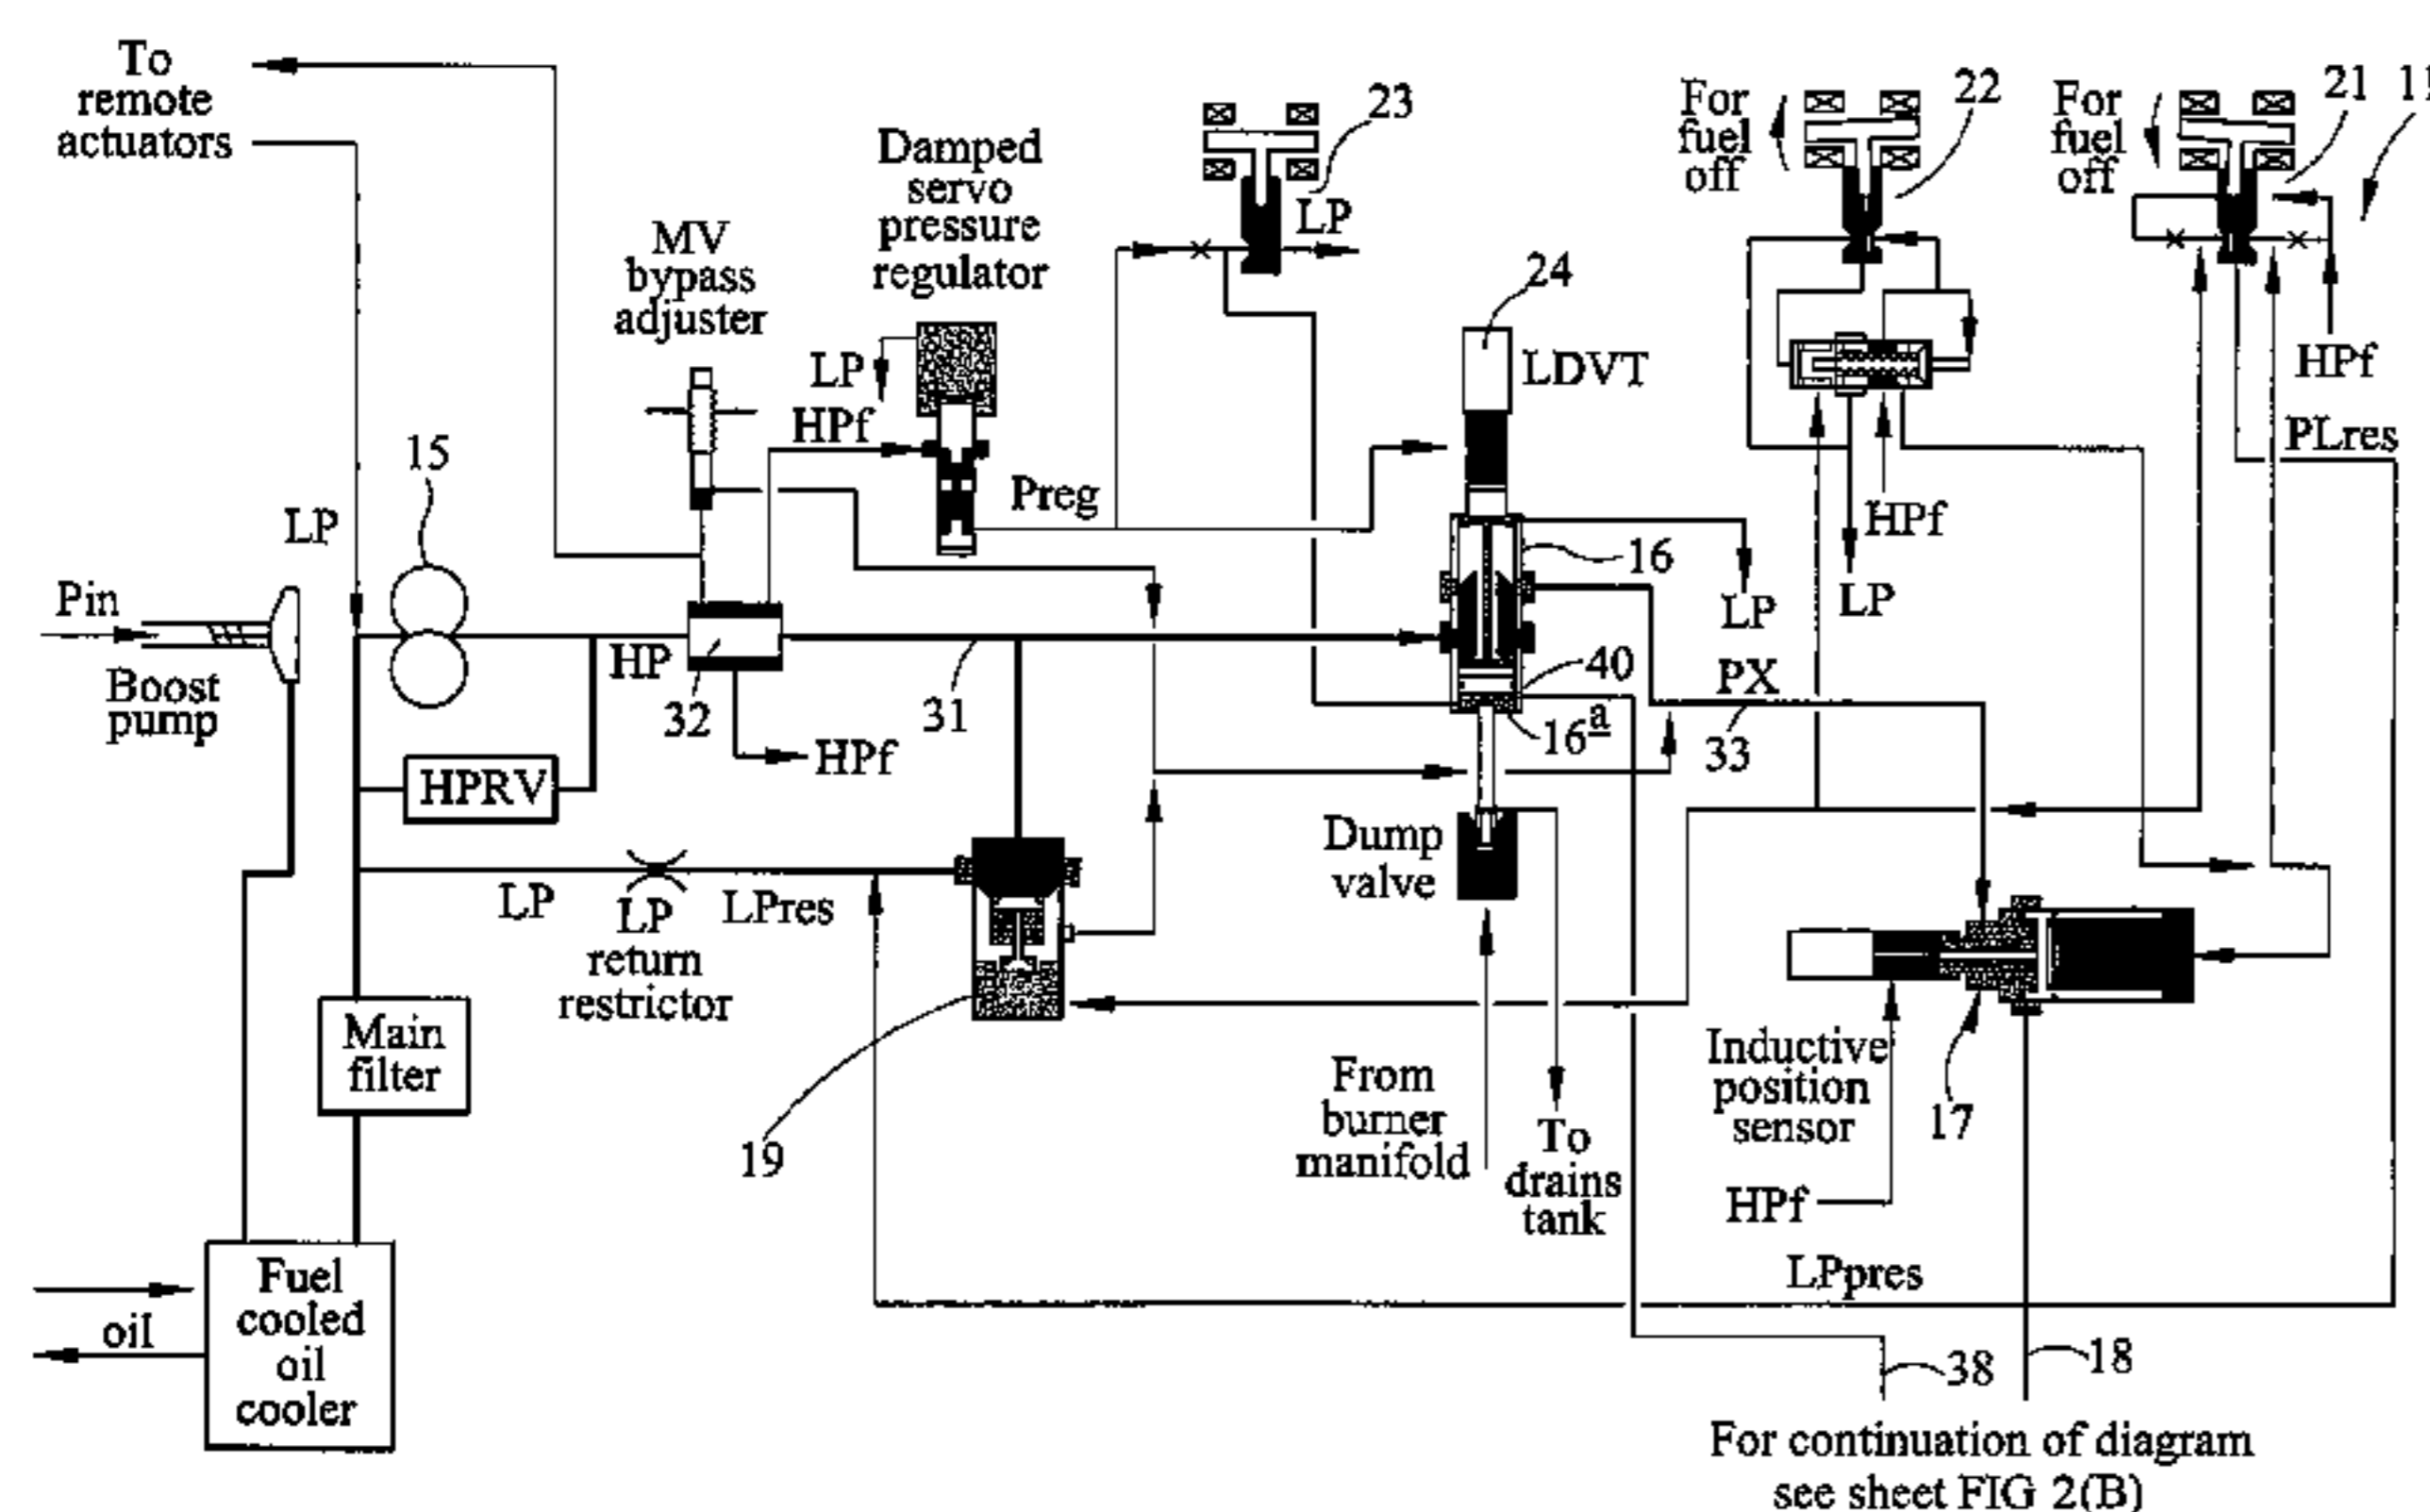 To
remote
actuators
23
For
fuel
off
22
For
fuel
off
21
11
Damped
servo
pressure
regulator
LP
MV
bypass
adjuster
24
LDVT
LP
HPf
HPf
PLres
15
Preg
HPf
LP
LP
LP
16
Pin
Boost
pump
HP
32
31
40
16a
PX
33
HPf
HPRV
Dump
valve
LP
LP
return
restrictor
LPres
Main
filter
19
From
burner
manifold
To
drains
tank
Inductive
position
sensor
17
HPf
LPpres
Fuel
cooled
oil
cooler
oil
38
18
For continuation of diagram
see sheet FIG 2(B)